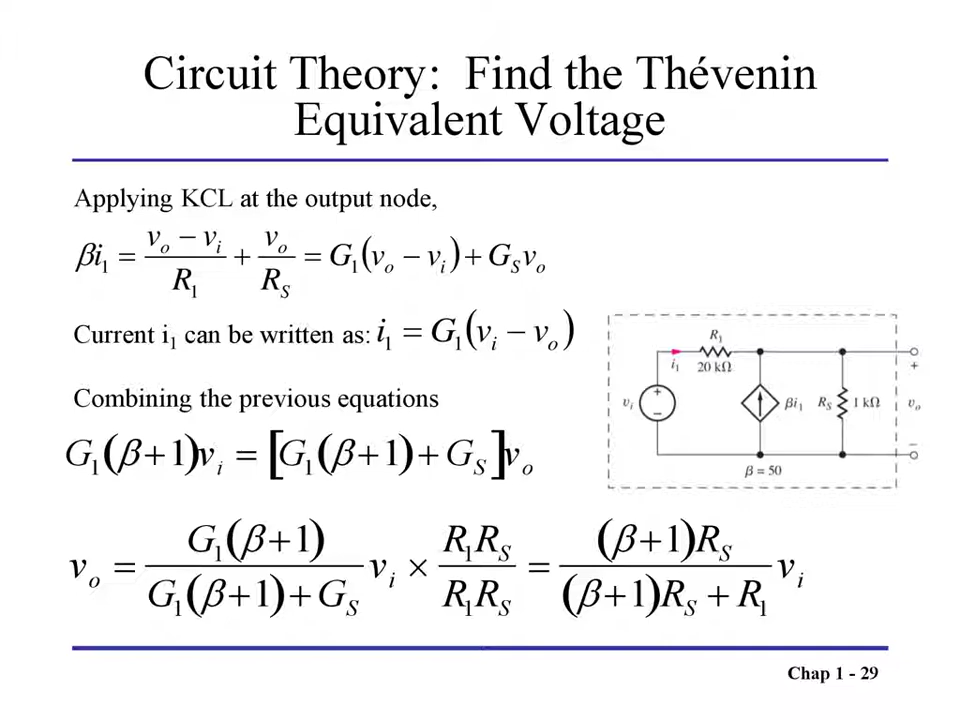 Circuit Theory: Find the Thévenin
Equivalent Voltage
Applying KCL at the output node,
βi₁ = (v_o − v_i)/R₁ + v_o/R_S = G₁(v_o − v_i) + G_S v_o
Current i₁ can be written as: i₁ = G₁(v_i − v_o)
Combining the previous equations
G₁(β+1)v_i = [G₁(β+1) + G_S]v_o
R₁
i₁ 20 kΩ
v_i + − βi₁ R_S 1 kΩ + v_o −
β = 50
v_o = G₁(β+1)/(G₁(β+1) + G_S) v_i × R₁R_S/R₁R_S = (β+1)R_S/((β+1)R_S + R₁) v_i
Chap 1 - 29